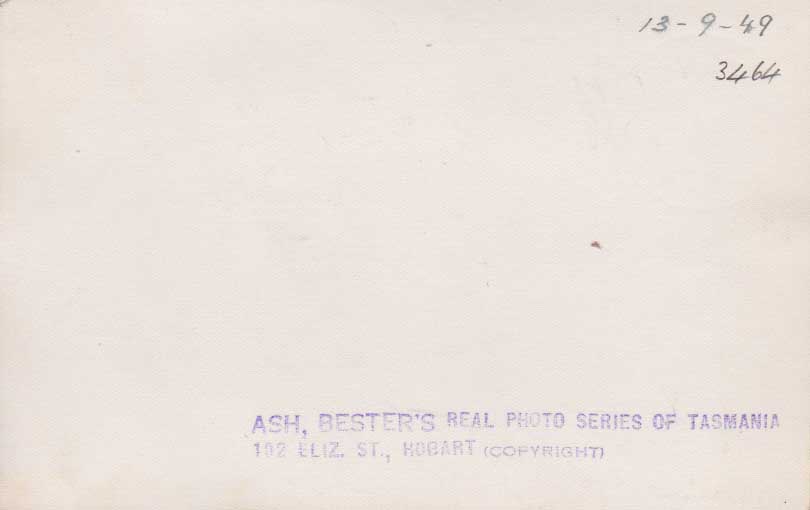 13-9-49
3464
ASH, BESTER'S REAL PHOTO SERIES OF TASMANIA
102 ELIZ. ST., HOBART (COPYRIGHT)